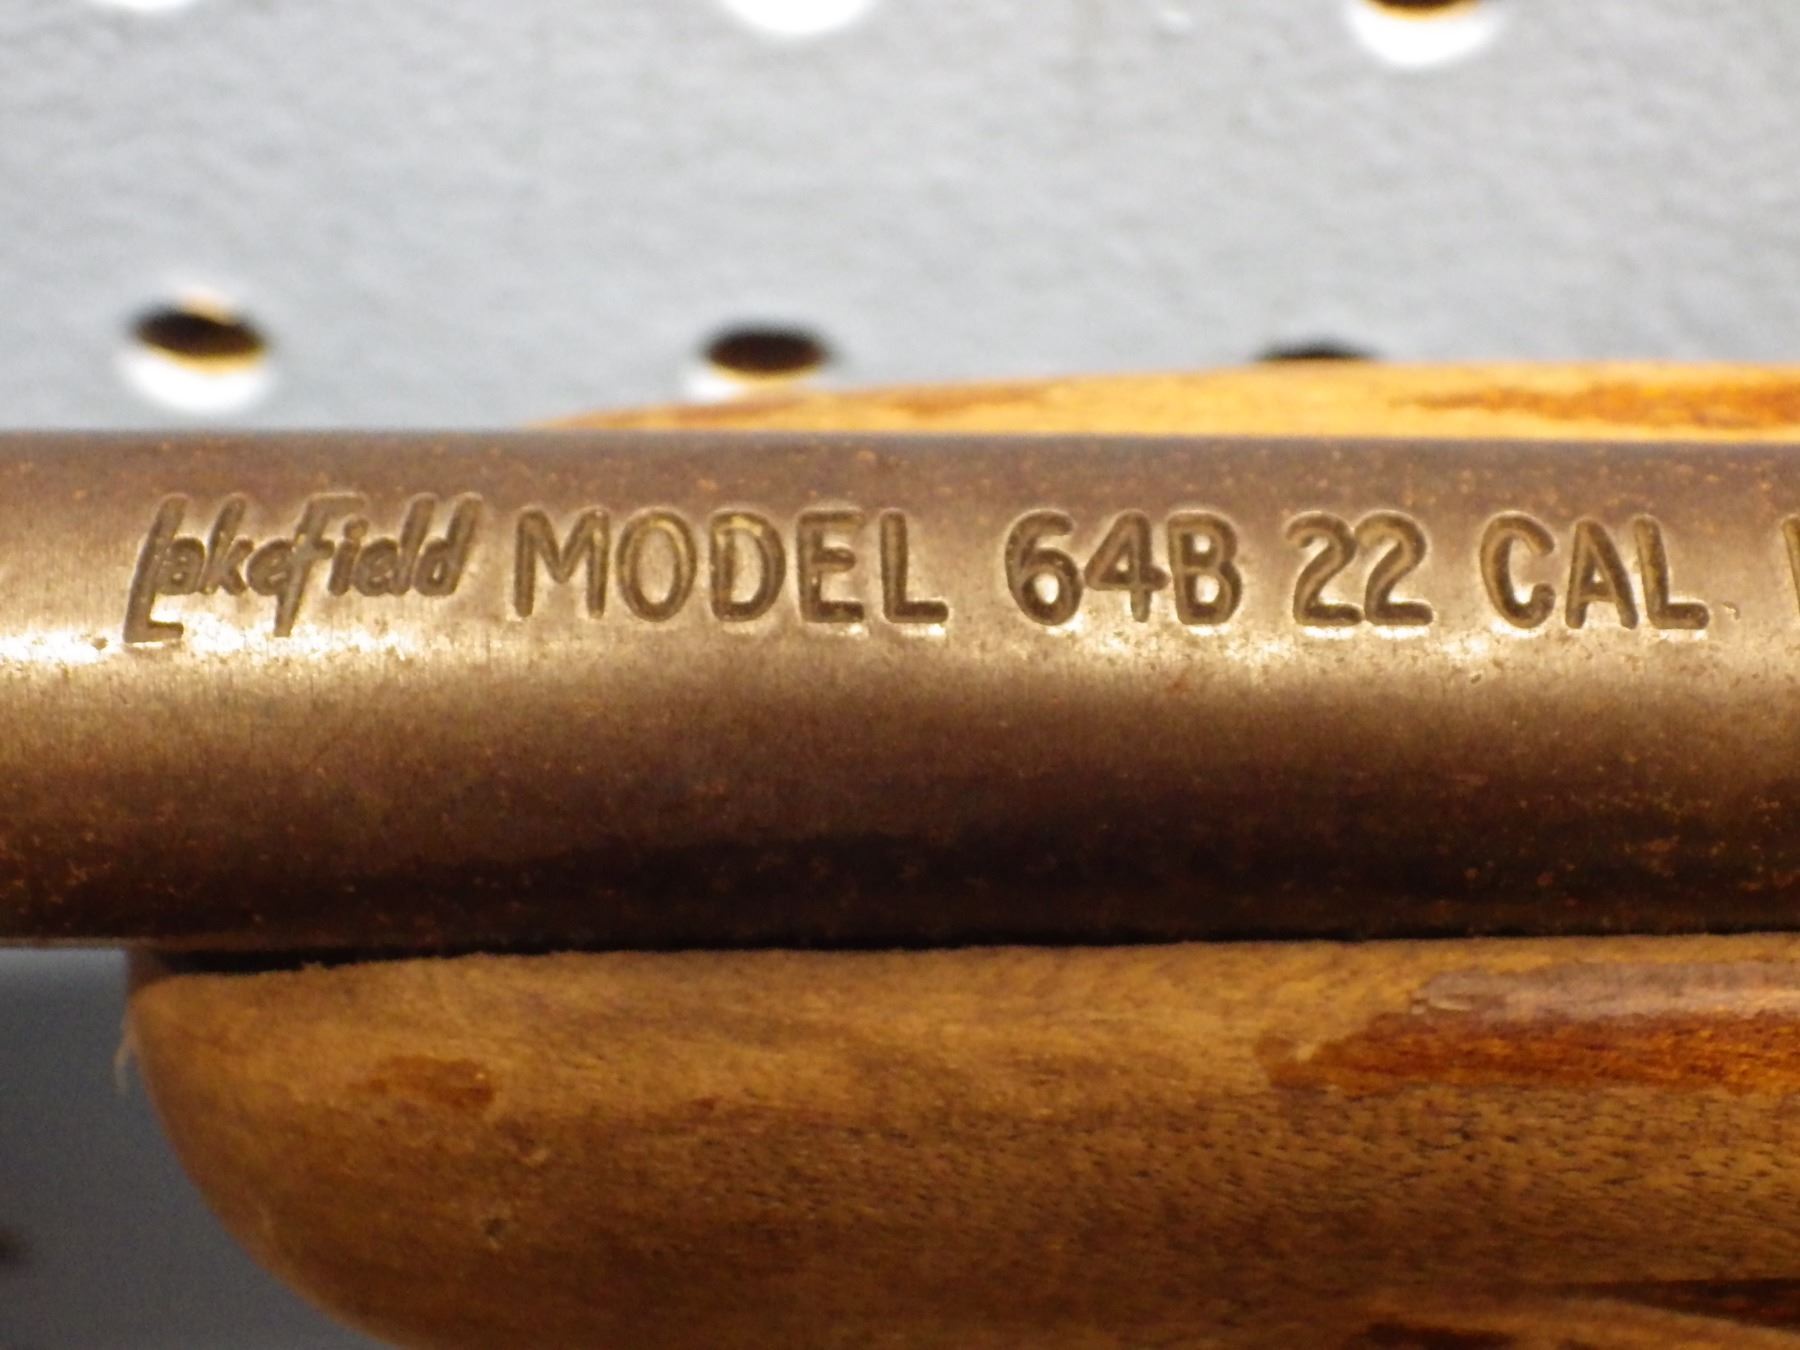 Lakefield MODEL 64B 22 CAL.